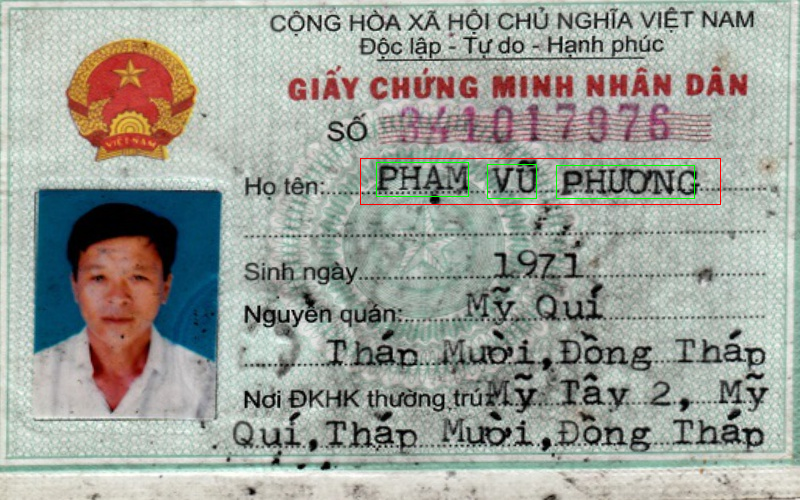 CỘNG HÒA XÃ HỘI CHỦ NGHĨA VIỆT NAM
Độc lập - Tự do - Hạnh phúc
GIẤY CHỨNG MINH NHÂN DÂN
SỐ 341017976
Họ tên: PHẠM VŨ PHƯƠNG
Sinh ngày 1971
Nguyên quán: Mỹ Quí
Tháp Mười, Đồng Tháp
Nơi ĐKHK thường trú: Mỹ Tây 2, Mỹ
Quí, Tháp Mười, Đồng Tháp
VIỆT NAM